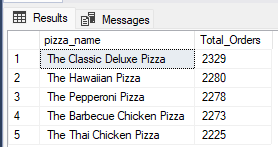 Results Messages
pizza_name Total_Orders
1 The Classic Deluxe Pizza 2329
2 The Hawaiian Pizza 2280
3 The Pepperoni Pizza 2278
4 The Barbecue Chicken Pizza 2273
5 The Thai Chicken Pizza 2225